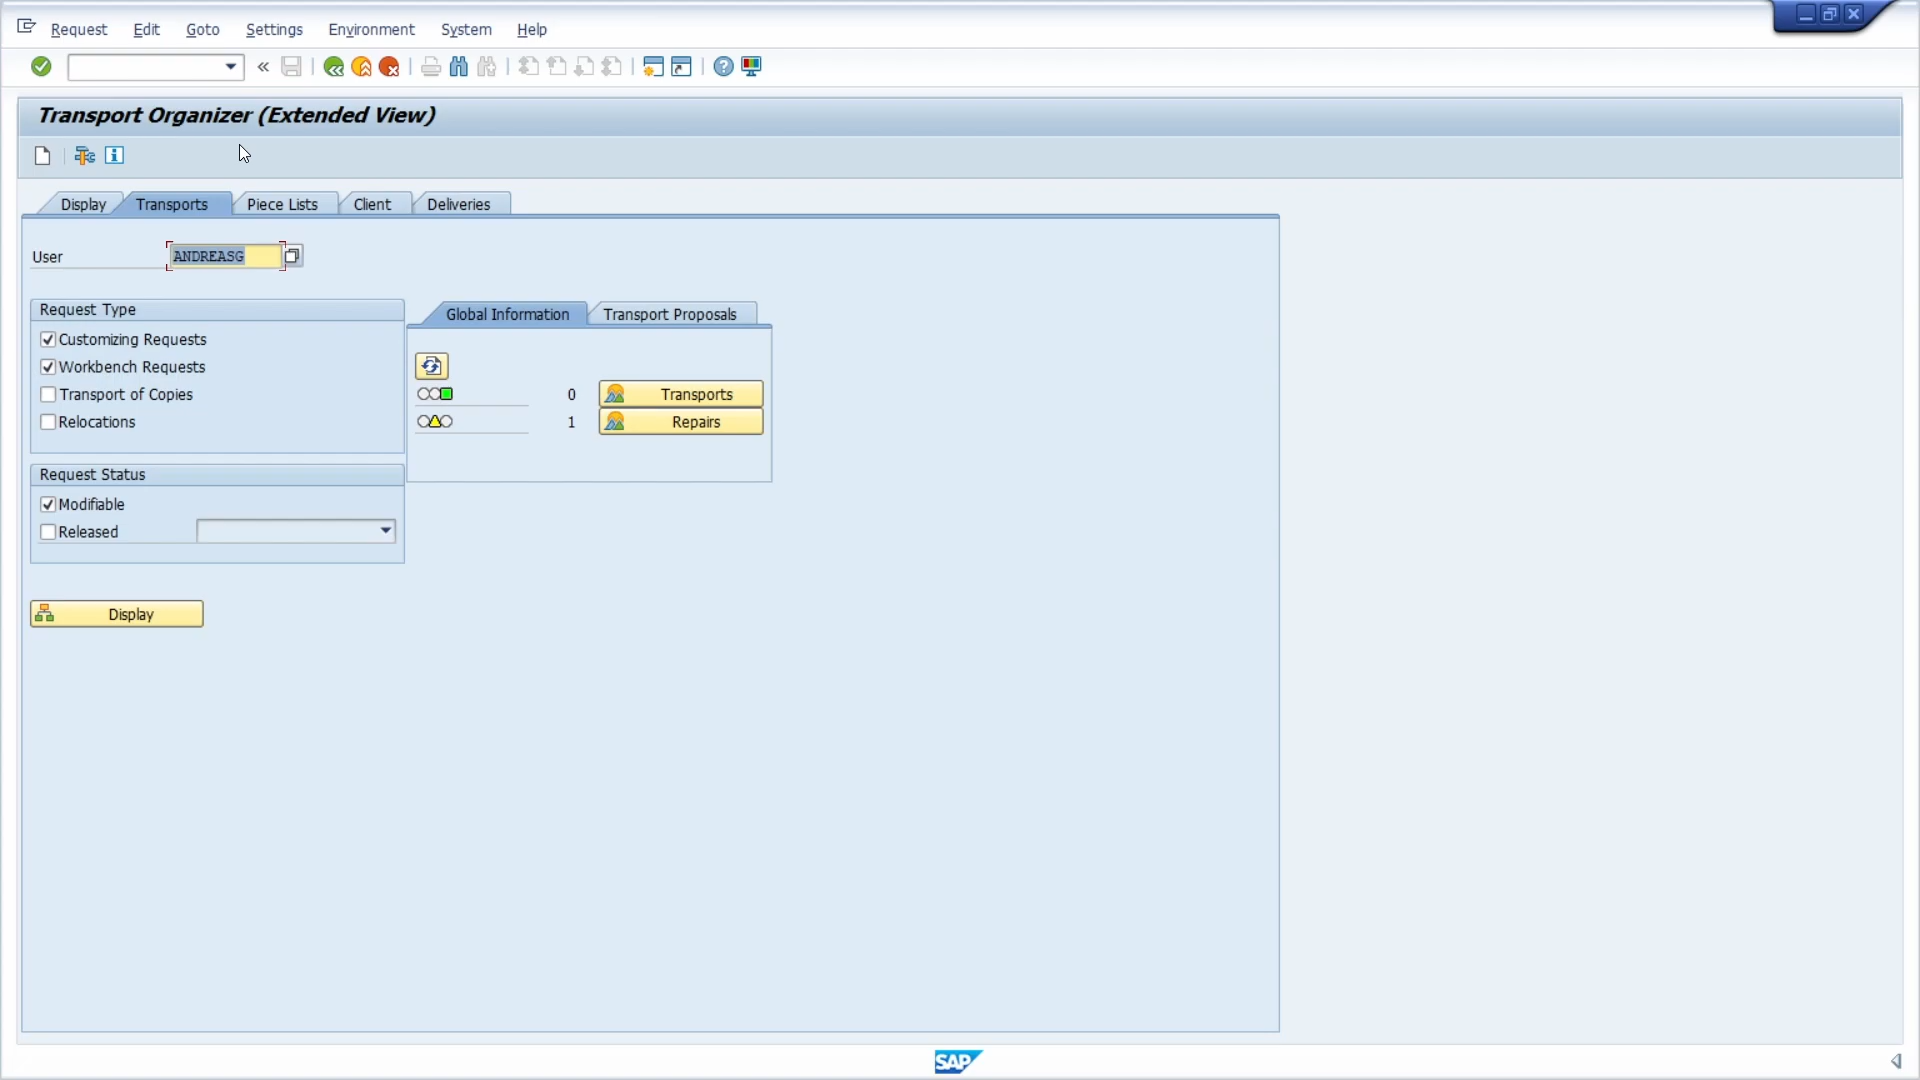 Request Edit Goto Settings Environment System Help
Transport Organizer (Extended View)
Display Transports Piece Lists Client Deliveries
User ANDREASG
Request Type
Customizing Requests
Workbench Requests
Transport of Copies
Relocations
Global Information Transport Proposals
0 Transports
1 Repairs
Request Status
Modifiable
Released
Display
SAP